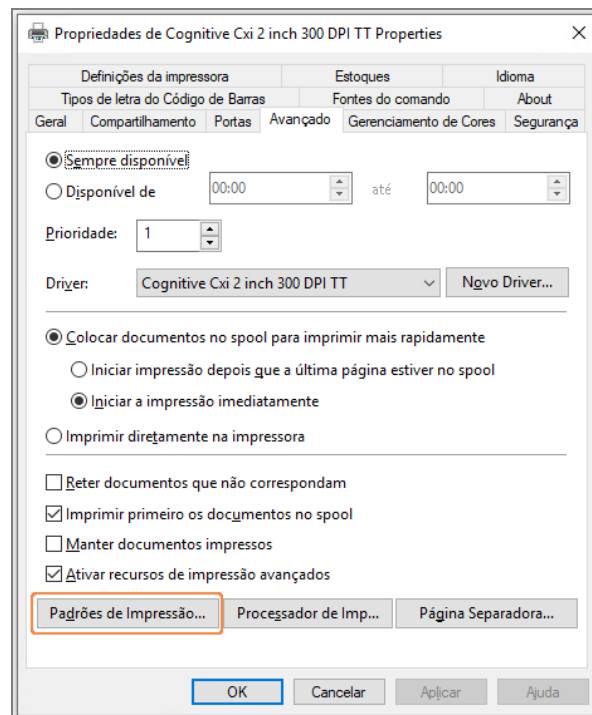 Propriedades de Cognitive Cxi 2 inch 300 DPI TT Properties
Definições da impressora Estoques Idioma
Tipos de letra do Código de Barras Fontes do comando About
Geral Compartilhamento Portas Avançado Gerenciamento de Cores Segurança
Sempre disponível
Disponível de 00:00 até 00:00
Prioridade: 1
Driver: Cognitive Cxi 2 inch 300 DPI TT Novo Driver...
Colocar documentos no spool para imprimir mais rapidamente
Iniciar impressão depois que a última página estiver no spool
Iniciar a impressão imediatamente
Imprimir diretamente na impressora
Reter documentos que não correspondam
Imprimir primeiro os documentos no spool
Manter documentos impressos
Ativar recursos de impressão avançados
Padrões de Impressão... Processador de Imp... Página Separadora...
OK Cancelar Aplicar Ajuda